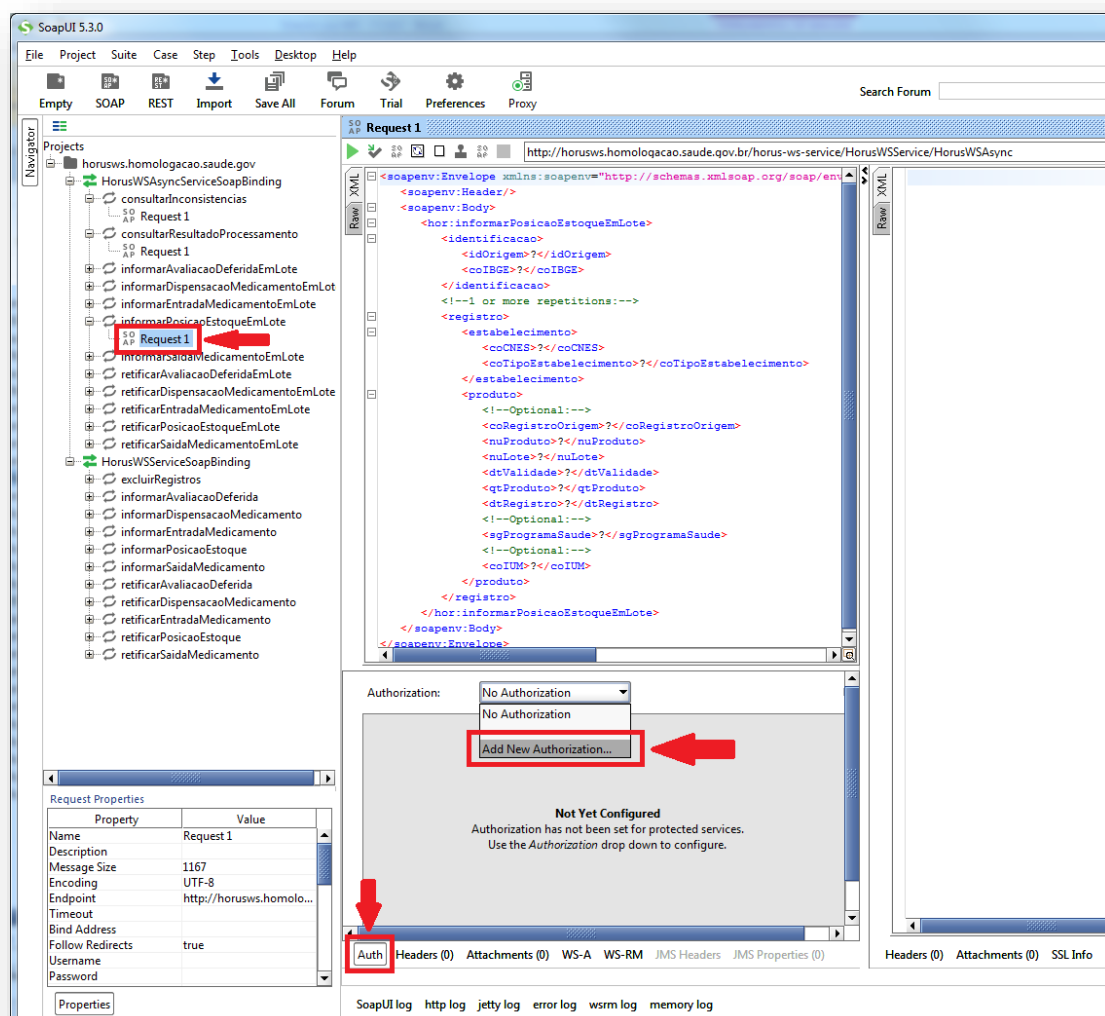 SoapUI 5.3.0
File Project Suite Case Step Tools Desktop Help
Empty SOAP REST Import Save All Forum Trial Preferences Proxy
Search Forum
Navigator
Projects
horusws.homologacao.saude.gov
HorusWSAsyncServiceSoapBinding
consultarInconsistencias
Request 1
consultarResultadoProcessamento
Request 1
informarAvaliacaoDeferidaEmLote
informarDispensacaoMedicamentoEmLot
informarEntradaMedicamentoEmLote
informarPosicaoEstoqueEmLote
Request 1
informarSaidaMedicamentoEmLote
retificarAvaliacaoDeferidaEmLote
retificarDispensacaoMedicamentoEmLote
retificarEntradaMedicamentoEmLote
retificarPosicaoEstoqueEmLote
retificarSaidaMedicamentoEmLote
HorusWSServiceSoapBinding
excluirRegistros
informarAvaliacaoDeferida
informarDispensacaoMedicamento
informarEntradaMedicamento
informarPosicaoEstoque
informarSaidaMedicamento
retificarAvaliacaoDeferida
retificarDispensacaoMedicamento
retificarEntradaMedicamento
retificarPosicaoEstoque
retificarSaidaMedicamento
Request Properties
Property Value
Name Request 1
Description
Message Size 1167
Encoding UTF-8
Endpoint http://horusws.homolo...
Timeout
Bind Address
Follow Redirects true
Username
Password
Properties
SOAP Request 1
http://horusws.homologacao.saude.gov.br/horus-ws-service/HorusWSService/HorusWSAsync
XML
Raw
<soapenv:Envelope xmlns:soapenv="http://schemas.xmlsoap.org/soap/env
<soapenv:Header/>
<soapenv:Body>
<hor:informarPosicaoEstoqueEmLote>
<identificacao>
<idOrigem>?</idOrigem>
<coIBGE>?</coIBGE>
</identificacao>
<!--1 or more repetitions:-->
<registro>
<estabelecimento>
<coCNES>?</coCNES>
<coTipoEstabelecimento>?</coTipoEstabelecimento>
</estabelecimento>
<produto>
<!--Optional:-->
<coRegistroOrigem>?</coRegistroOrigem>
<nuProduto>?</nuProduto>
<nuLote>?</nuLote>
<dtValidade>?</dtValidade>
<qtProduto>?</qtProduto>
<dtRegistro>?</dtRegistro>
<!--Optional:-->
<sgProgramaSaude>?</sgProgramaSaude>
<!--Optional:-->
<coIUM>?</coIUM>
</produto>
</registro>
</hor:informarPosicaoEstoqueEmLote>
</soapenv:Body>
</soapenv:Envelope>
XML
Raw
Authorization: No Authorization
No Authorization
Add New Authorization...
Not Yet Configured
Authorization has not been set for protected services.
Use the Authorization drop down to configure.
Auth Headers (0) Attachments (0) WS-A WS-RM JMS Headers JMS Properties (0)
Headers (0) Attachments (0) SSL Info
SoapUI log http log jetty log error log wsrm log memory log